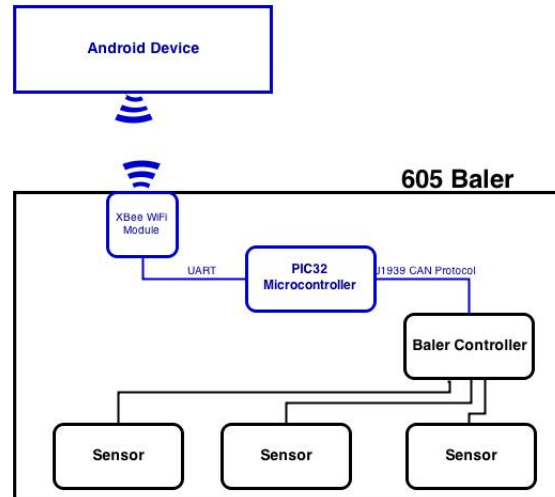 Android Device
605 Baler
XBee WiFi
Module
UART
PIC32
Microcontroller
J1939 CAN Protocol
Baler Controller
Sensor
Sensor
Sensor